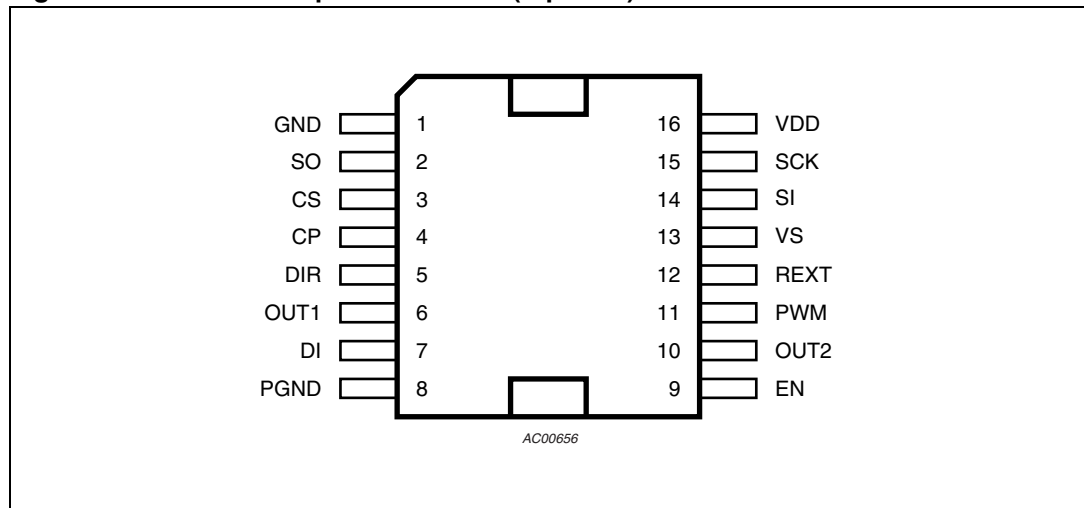 GND 1 16 VDD
SO 2 15 SCK
CS 3 14 SI
CP 4 13 VS
DIR 5 12 REXT
OUT1 6 11 PWM
DI 7 10 OUT2
PGND 8 9 EN
AC00656